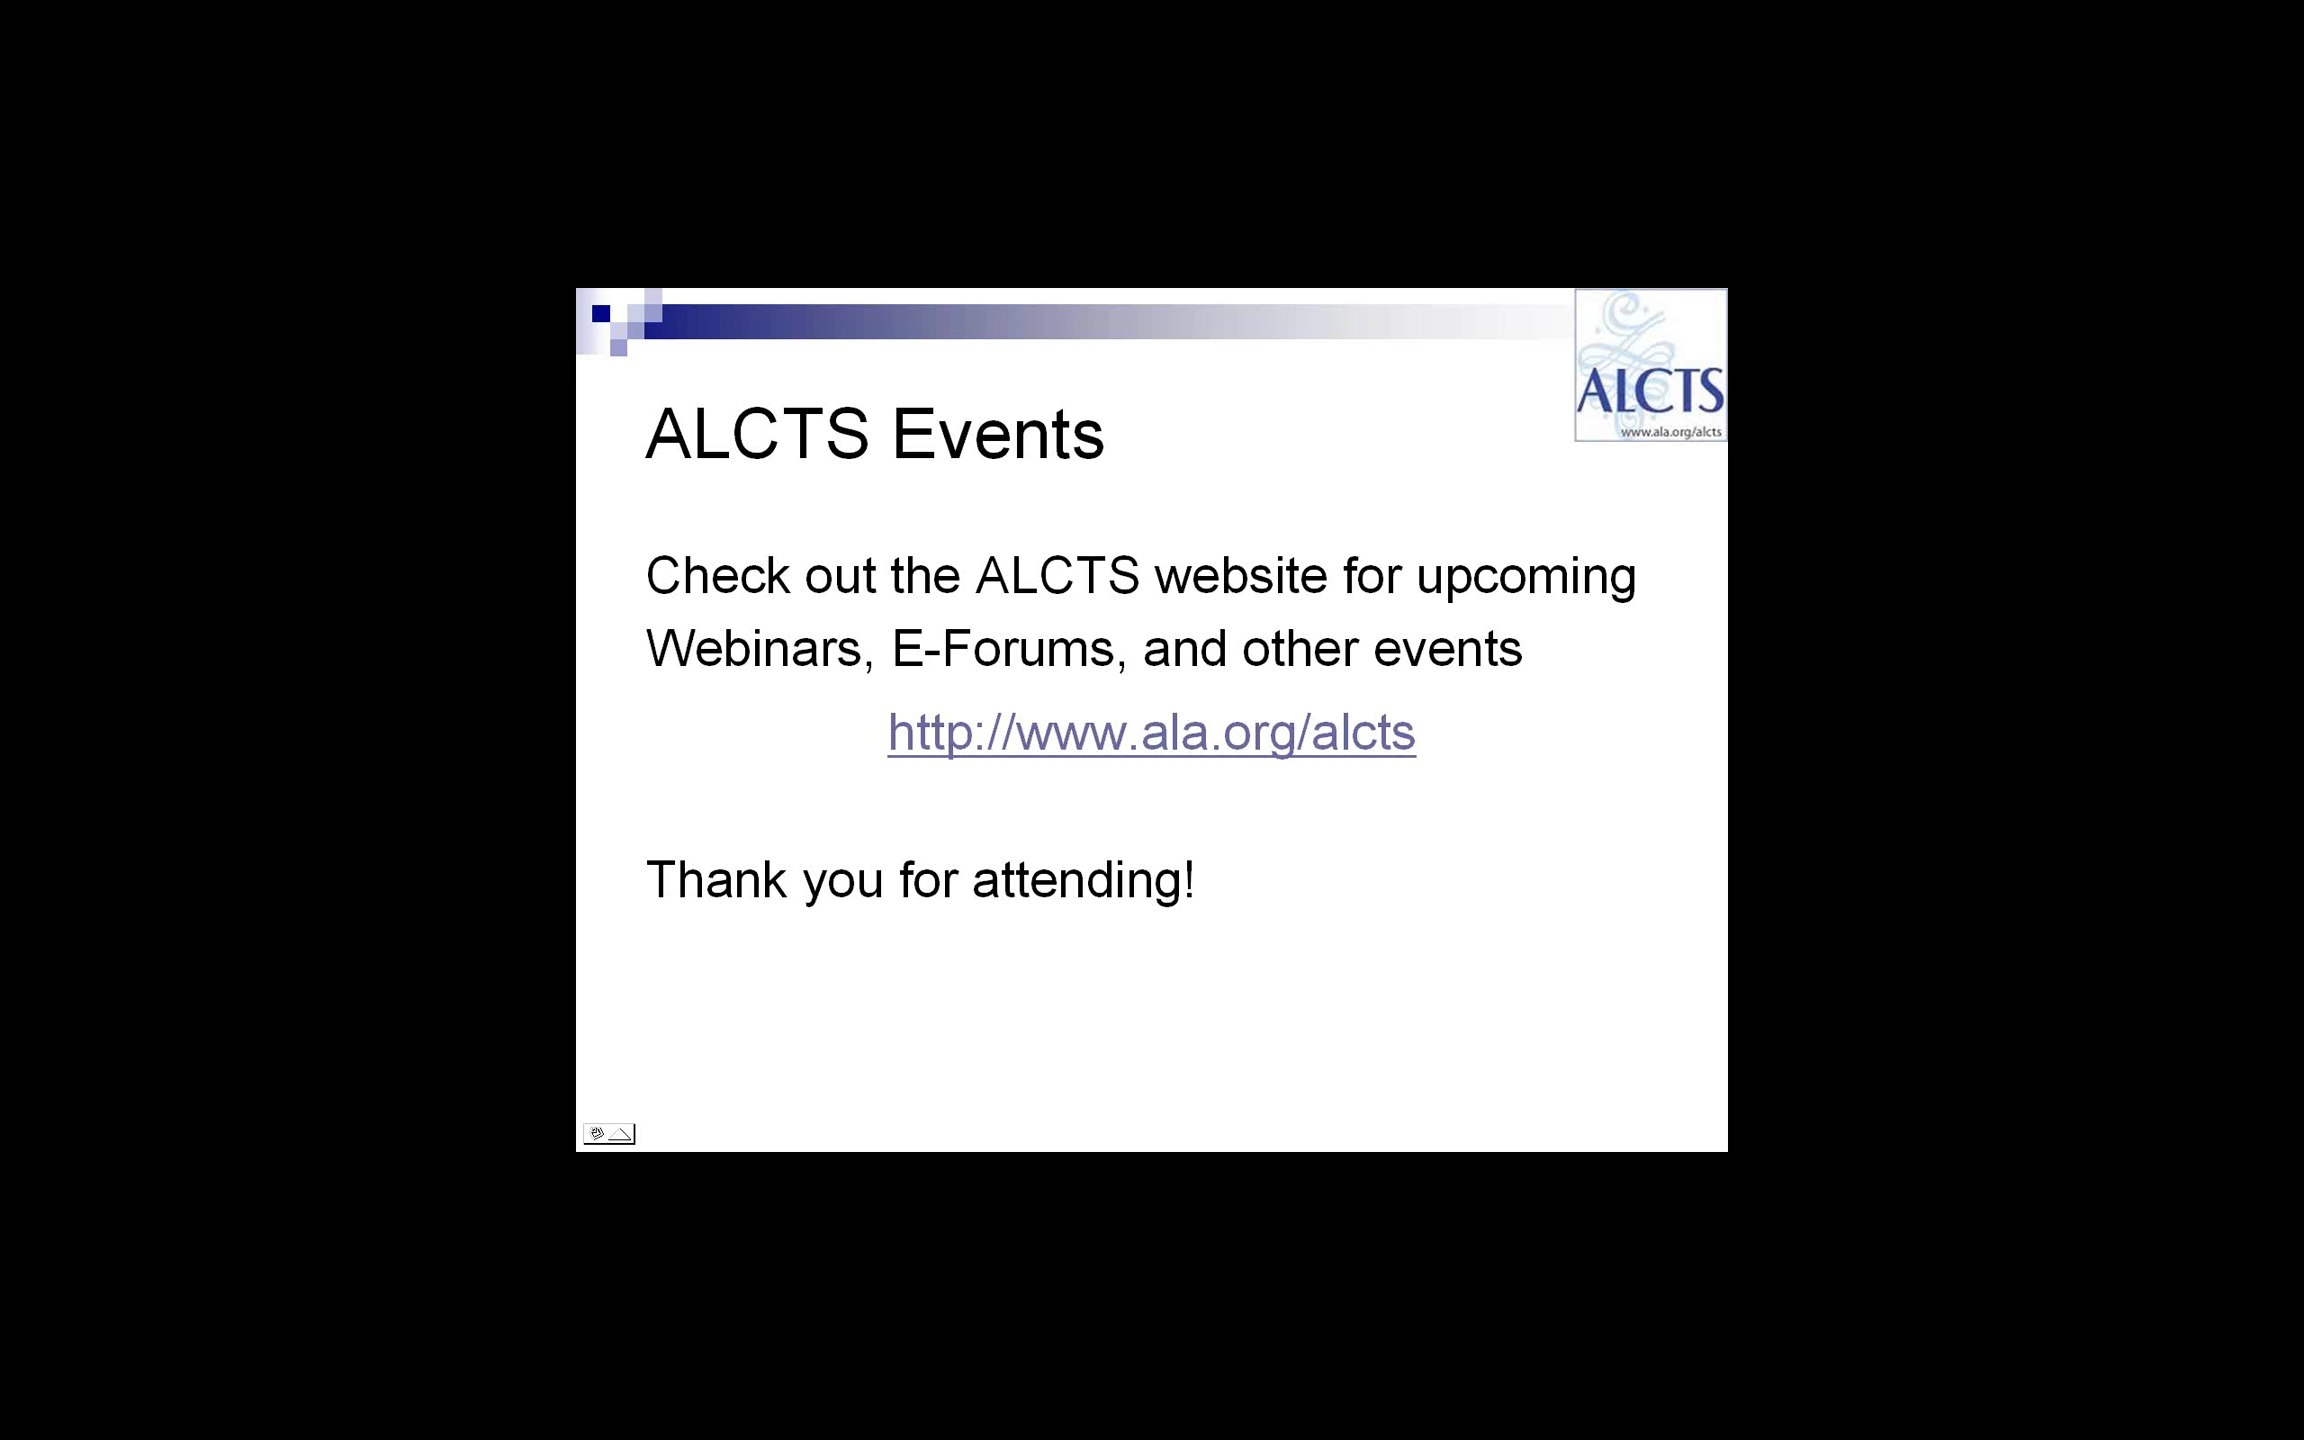 ALCTS
www.ala.org/alcts
ALCTS Events
Check out the ALCTS website for upcoming
Webinars, E-Forums, and other events
http://www.ala.org/alcts
Thank you for attending!